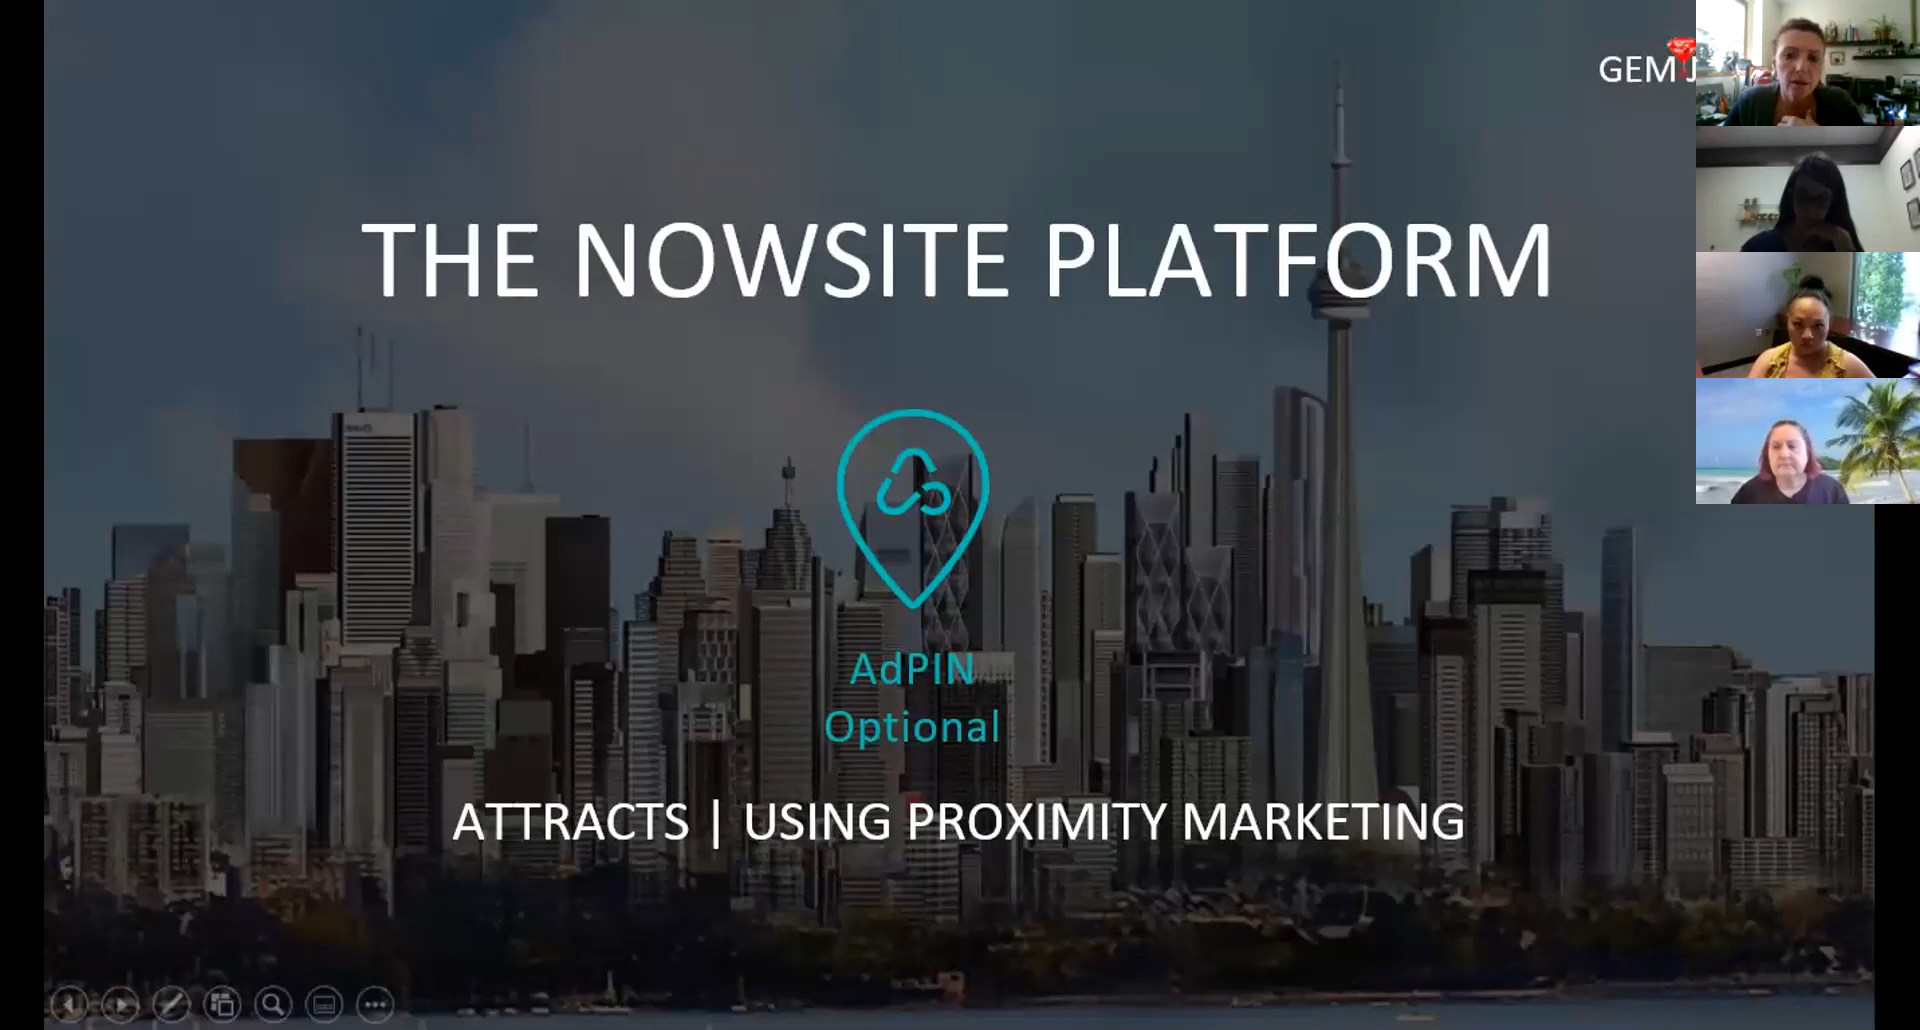 GEM
THE NOWSITE PLATFORM
AdPIN
Optional
ATTRACTS | USING PROXIMITY MARKETING